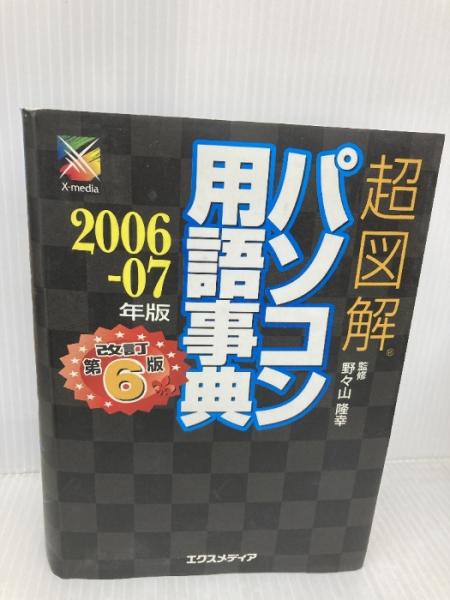 超図解®
パソコン
用語事典
監修
野々山 隆幸
X-media
2006
-07
年版
改訂
第6版
エクスメディア